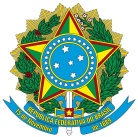 REPÚBLICA FEDERATIVA DO BRASIL
15 de Novembro
de 1889